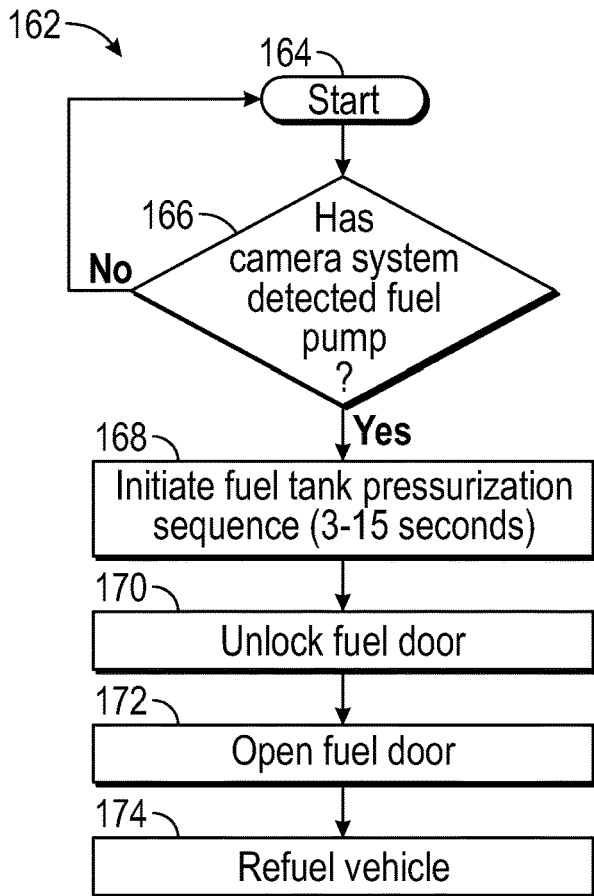 162
164
Start
166
Has
camera system
detected fuel
pump
?
No
Yes
168
Initiate fuel tank pressurization
sequence (3-15 seconds)
170
Unlock fuel door
172
Open fuel door
174
Refuel vehicle